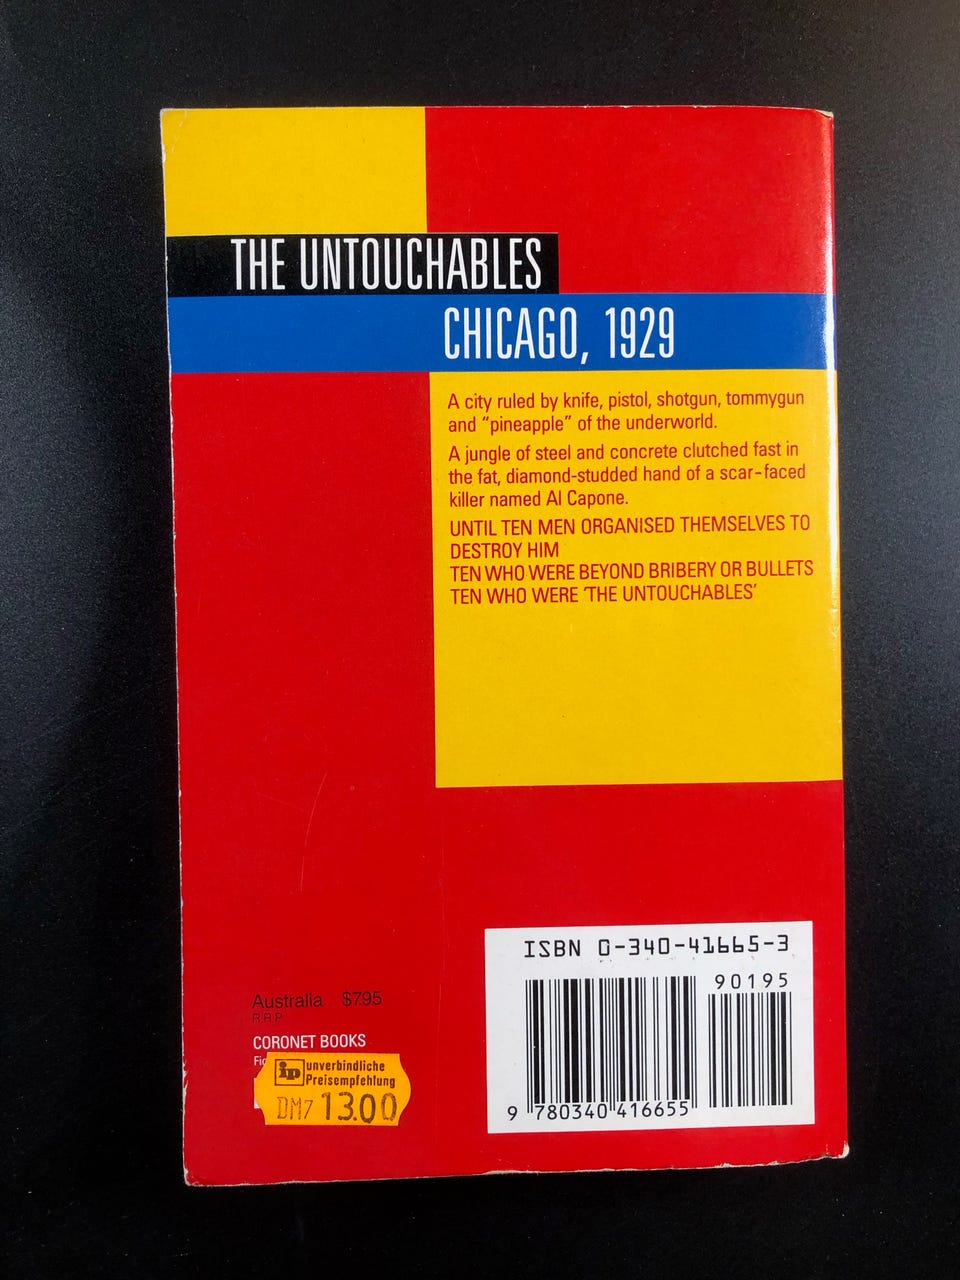 THE UNTOUCHABLES
CHICAGO, 1929
A city ruled by knife, pistol, shotgun, tommygun
and “pineapple” of the underworld.
A jungle of steel and concrete clutched fast in
the fat, diamond-studded hand of a scar-faced
killer named Al Capone.
UNTIL TEN MEN ORGANISED THEMSELVES TO
DESTROY HIM
TEN WHO WERE BEYOND BRIBERY OR BULLETS
TEN WHO WERE ‘THE UNTOUCHABLES’
ISBN 0-340-41665-3
90195
9 780340 416655
Australia $7.95
R.R.P
CORONET BOOKS
ip unverbindliche
Preisempfehlung
DM7 13.00